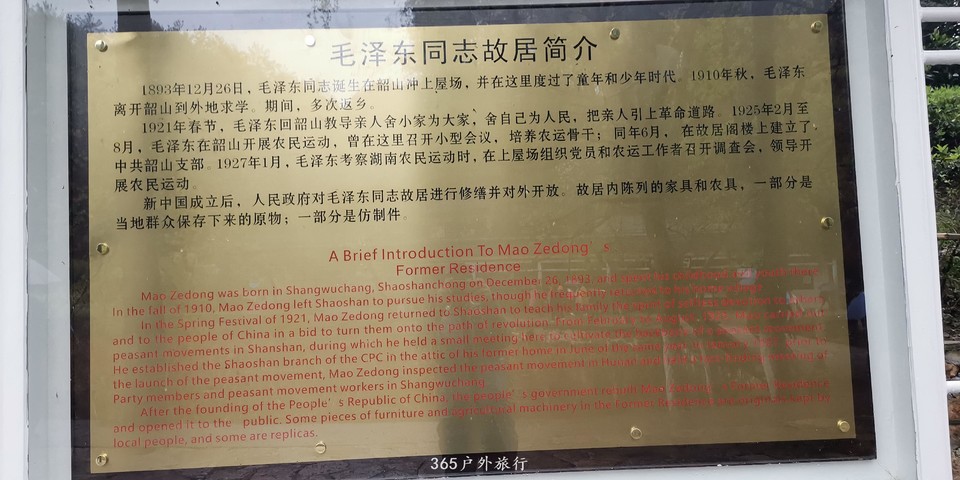 毛泽东同志故居简介
1893年12月26日，毛泽东同志诞生在韶山冲上屋场，并在这里度过了童年和少年时代。1910年秋，毛泽东
离开韶山到外地求学。期间，多次返乡。
1921年春节，毛泽东回韶山教导亲人舍小家为大家，舍自己为人民，把亲人引上革命道路。1925年2月至
8月，毛泽东在韶山开展农民运动，曾在这里召开小型会议，培养农运骨干；同年6月，在故居阁楼上建立了
中共韶山支部。1927年1月，毛泽东考察湖南农民运动时，在上屋场组织党员和农运工作者召开调查会，领导开
展农民运动。
新中国成立后，人民政府对毛泽东同志故居进行修缮并对外开放。故居内陈列的家具和农具，一部分是
当地群众保存下来的原物；一部分是仿制件。
A Brief Introduction To Mao Zedong's
Former Residence
Mao Zedong was born in Shangwuchang, Shaoshanchong on December 26, 1893, and
In the fall of 1910, Mao Zedong left Shaoshan to pursue his studies, though he frequently
In the Spring Festival of 1921, Mao Zedong returned to Shaoshan to teach his family
and to the people of China in a bid to turn them onto the path of revolution. From
peasant movements in Shanshan, during which he held a small meeting here to cultivate the
He established the Shaoshan branch of the CPC in the attic of his former home in June of the same
the launch of the peasant movement, Mao Zedong inspected the peasant movement in Hunan
Party members and peasant movement workers in Shangwuchang.
After the founding of the People's Republic of China, the people's government
and opened it to the public. Some pieces of furniture and agricultural machinery in the Former Residence
local people, and some are replicas.
365户外旅行